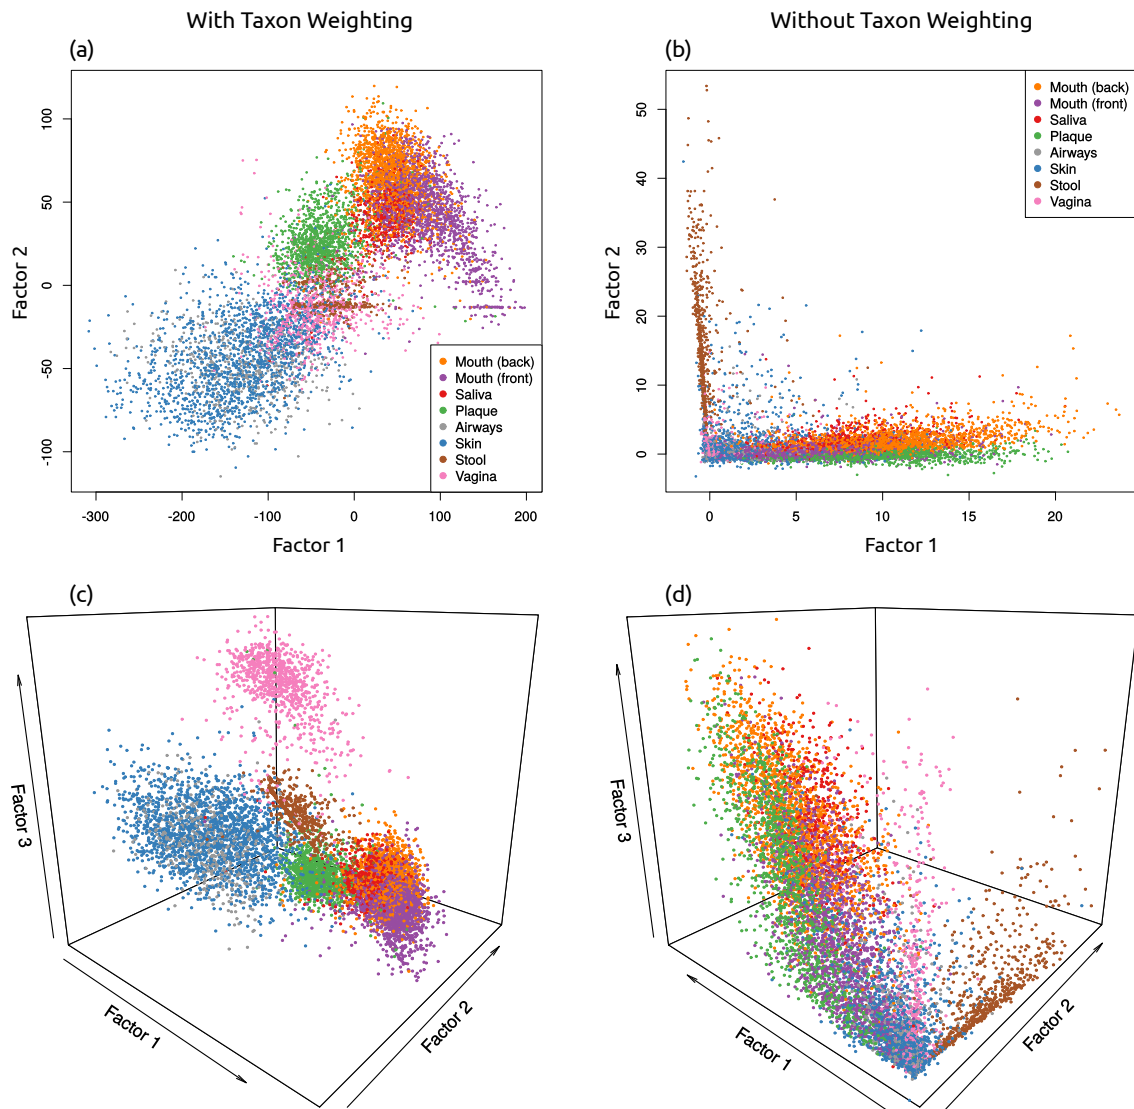 With Taxon Weighting
Without Taxon Weighting
(a)
100
50
0
-50
-100
Factor 2
-300
-200
-100
0
100
200
Factor 1
Mouth (back)
Mouth (front)
Saliva
Plaque
Airways
Skin
Stool
Vagina
(b)
50
40
30
20
10
0
Factor 2
0
5
10
15
20
Factor 1
Mouth (back)
Mouth (front)
Saliva
Plaque
Airways
Skin
Stool
Vagina
(c)
Factor 3
Factor 1
Factor 2
(d)
Factor 3
Factor 1
Factor 2